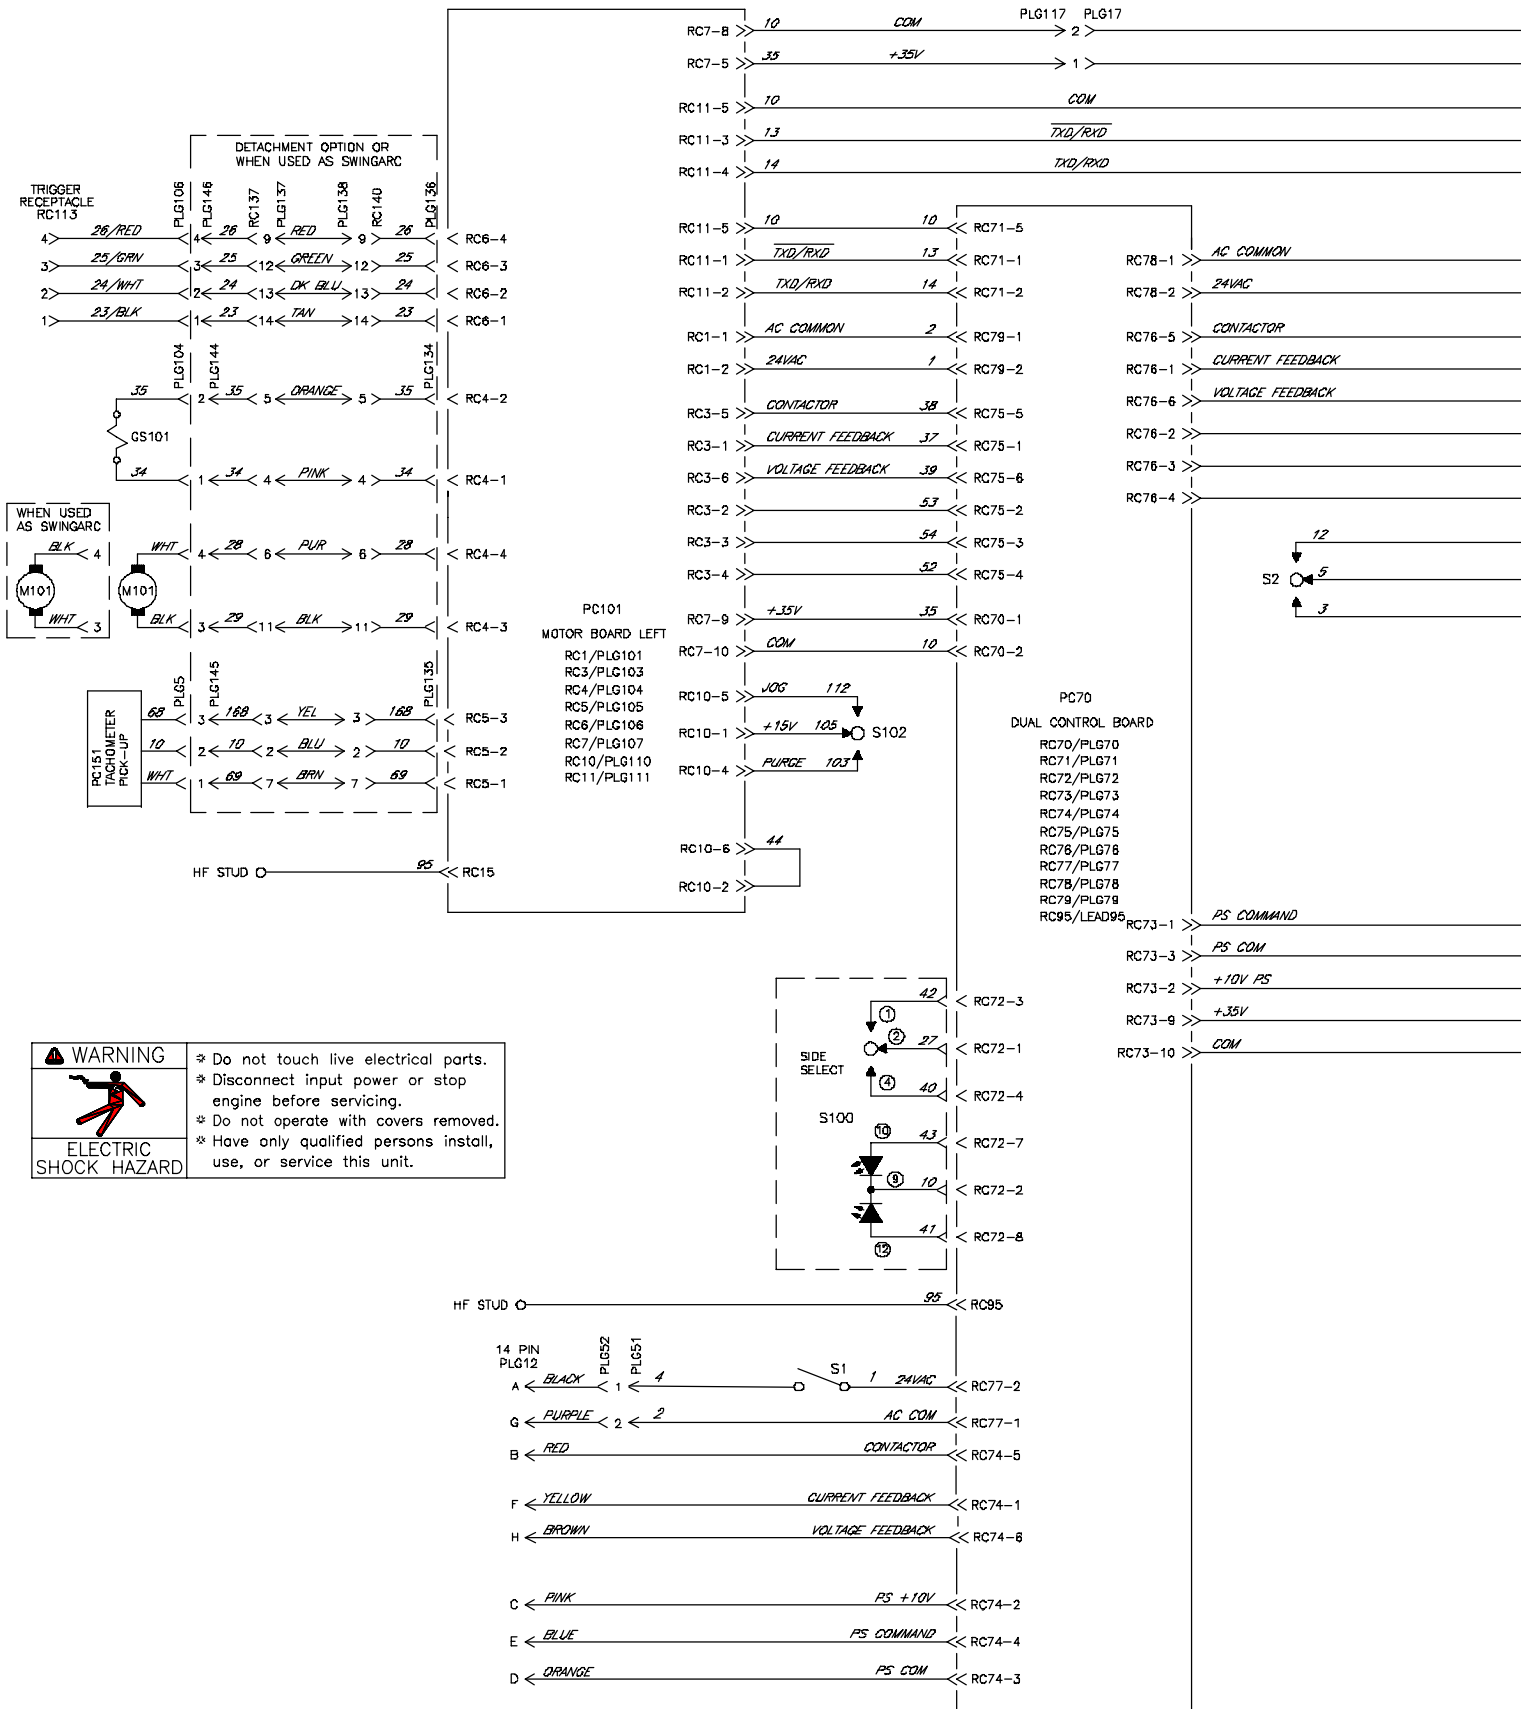 RC7-8 10 COM PLG117 2 PLG17
RC7-5 35 +35V 1
RC11-5 10 COM
RC11-3 13 TXD/RXD
RC11-4 14 TXD/RXD
DETACHMENT OPTION OR
WHEN USED AS SWINGARC
TRIGGER
RECEPTACLE
RC113
PLG106 PLG146 RC137 PLG137 PLG138 RC140 PLG136
4 26/RED 4 26 9 RED 9 26 RC6-4
3 25/GRN 3 25 12 GREEN 12 25 RC6-3
2 24/WHT 2 24 13 DK BLU 13 24 RC6-2
1 23/BLK 1 23 14 TAN 14 23 RC6-1
PLG104 PLG144 PLG134
35 2 35 5 ORANGE 5 35 RC4-2
GS101
34 1 34 4 PINK 4 34 RC4-1
WHEN USED
AS SWINGARC
BLK 4
M101
WHT 3
WHT 4 28 6 PUR 6 28 RC4-4
M101
BLK 3 29 11 BLK 11 29 RC4-3
PLG5 PLG145 PLG135
PC151
TACHOMETER
PICK-UP
68 3 168 3 YEL 3 168 RC5-3
10 2 10 2 BLU 2 10 RC5-2
WHT 1 69 7 BRN 7 69 RC5-1
HF STUD 95 RC15
PC101
MOTOR BOARD LEFT
RC1/PLG101
RC3/PLG103
RC4/PLG104
RC5/PLG105
RC6/PLG106
RC7/PLG107
RC10/PLG110
RC11/PLG111
RC11-5 10 10 RC71-5
RC11-1 TXD/RXD 13 RC71-1
RC11-2 TXD/RXD 14 RC71-2
RC1-1 AC COMMON 2 RC79-1
RC1-2 24VAC 1 RC79-2
RC3-5 CONTACTOR 38 RC75-5
RC3-1 CURRENT FEEDBACK 37 RC75-1
RC3-6 VOLTAGE FEEDBACK 39 RC75-6
RC3-2 53 RC75-2
RC3-3 54 RC75-3
RC3-4 52 RC75-4
RC7-9 +35V 35 RC70-1
RC7-10 COM 10 RC70-2
RC10-5 JOG 112
RC10-1 +15V 105 S102
RC10-4 PURGE 103
RC10-6 44
RC10-2
RC78-1 AC COMMON
RC78-2 24VAC
RC76-5 CONTACTOR
RC76-1 CURRENT FEEDBACK
RC76-6 VOLTAGE FEEDBACK
RC76-2
RC76-3
RC76-4
12
S2 5
3
PC70
DUAL CONTROL BOARD
RC70/PLG70
RC71/PLG71
RC72/PLG72
RC73/PLG73
RC74/PLG74
RC75/PLG75
RC76/PLG76
RC77/PLG77
RC78/PLG78
RC79/PLG79
RC95/LEAD95
RC73-1 PS COMMAND
RC73-3 PS COM
RC73-2 +10V PS
RC73-9 +35V
RC73-10 COM
42 RC72-3
1
2
27 RC72-1
SIDE
SELECT
4
40 RC72-4
S100
10
43 RC72-7
9
10 RC72-2
41 RC72-8
12
WARNING
ELECTRIC
SHOCK HAZARD
* Do not touch live electrical parts.
* Disconnect input power or stop
engine before servicing.
* Do not operate with covers removed.
* Have only qualified persons install,
use, or service this unit.
HF STUD 95 RC95
14 PIN
PLG12
PLG52 PLG51
A BLACK 1 4 S1 1 24VAC RC77-2
G PURPLE 2 2 AC COM RC77-1
B RED CONTACTOR RC74-5
F YELLOW CURRENT FEEDBACK RC74-1
H BROWN VOLTAGE FEEDBACK RC74-6
C PINK PS +10V RC74-2
E BLUE PS COMMAND RC74-4
D ORANGE PS COM RC74-3